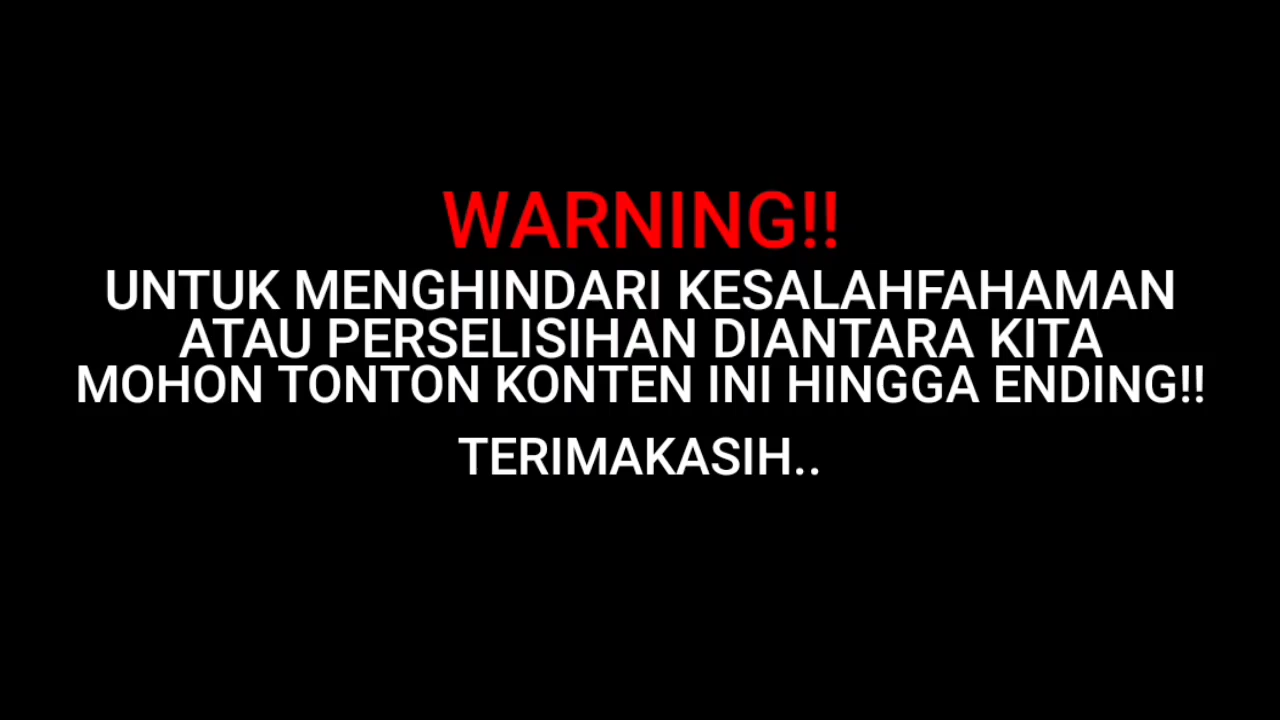 WARNING!!
UNTUK MENGHINDARI KESALAHFAHAMAN
ATAU PERSELISIHAN DIANTARA KITA
MOHON TONTON KONTEN INI HINGGA ENDING!!
TERIMAKASIH..